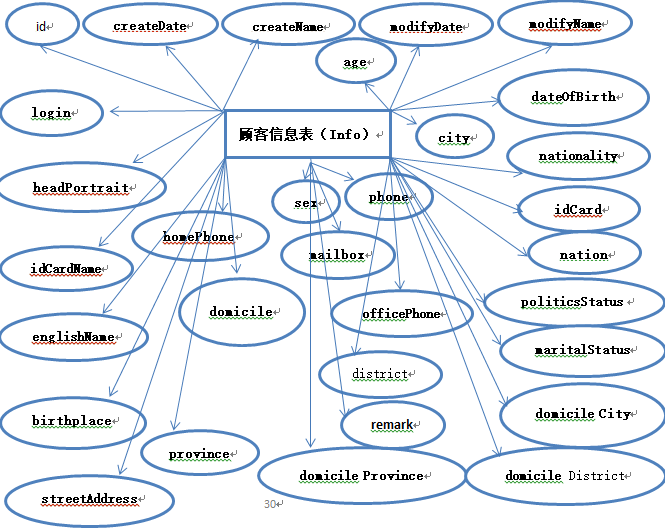 id
createDate
createName
modifyDate
modifyName
age
login
顾客信息表（Info）
city
dateOfBirth
nationality
headPortrait
sex
phone
idCard
homePhone
mailbox
nation
idCardName
domicile
officePhone
politicsStatus
englishName
maritalStatus
district
birthplace
remark
domicile City
province
domicile Province
domicile District
streetAddress
30